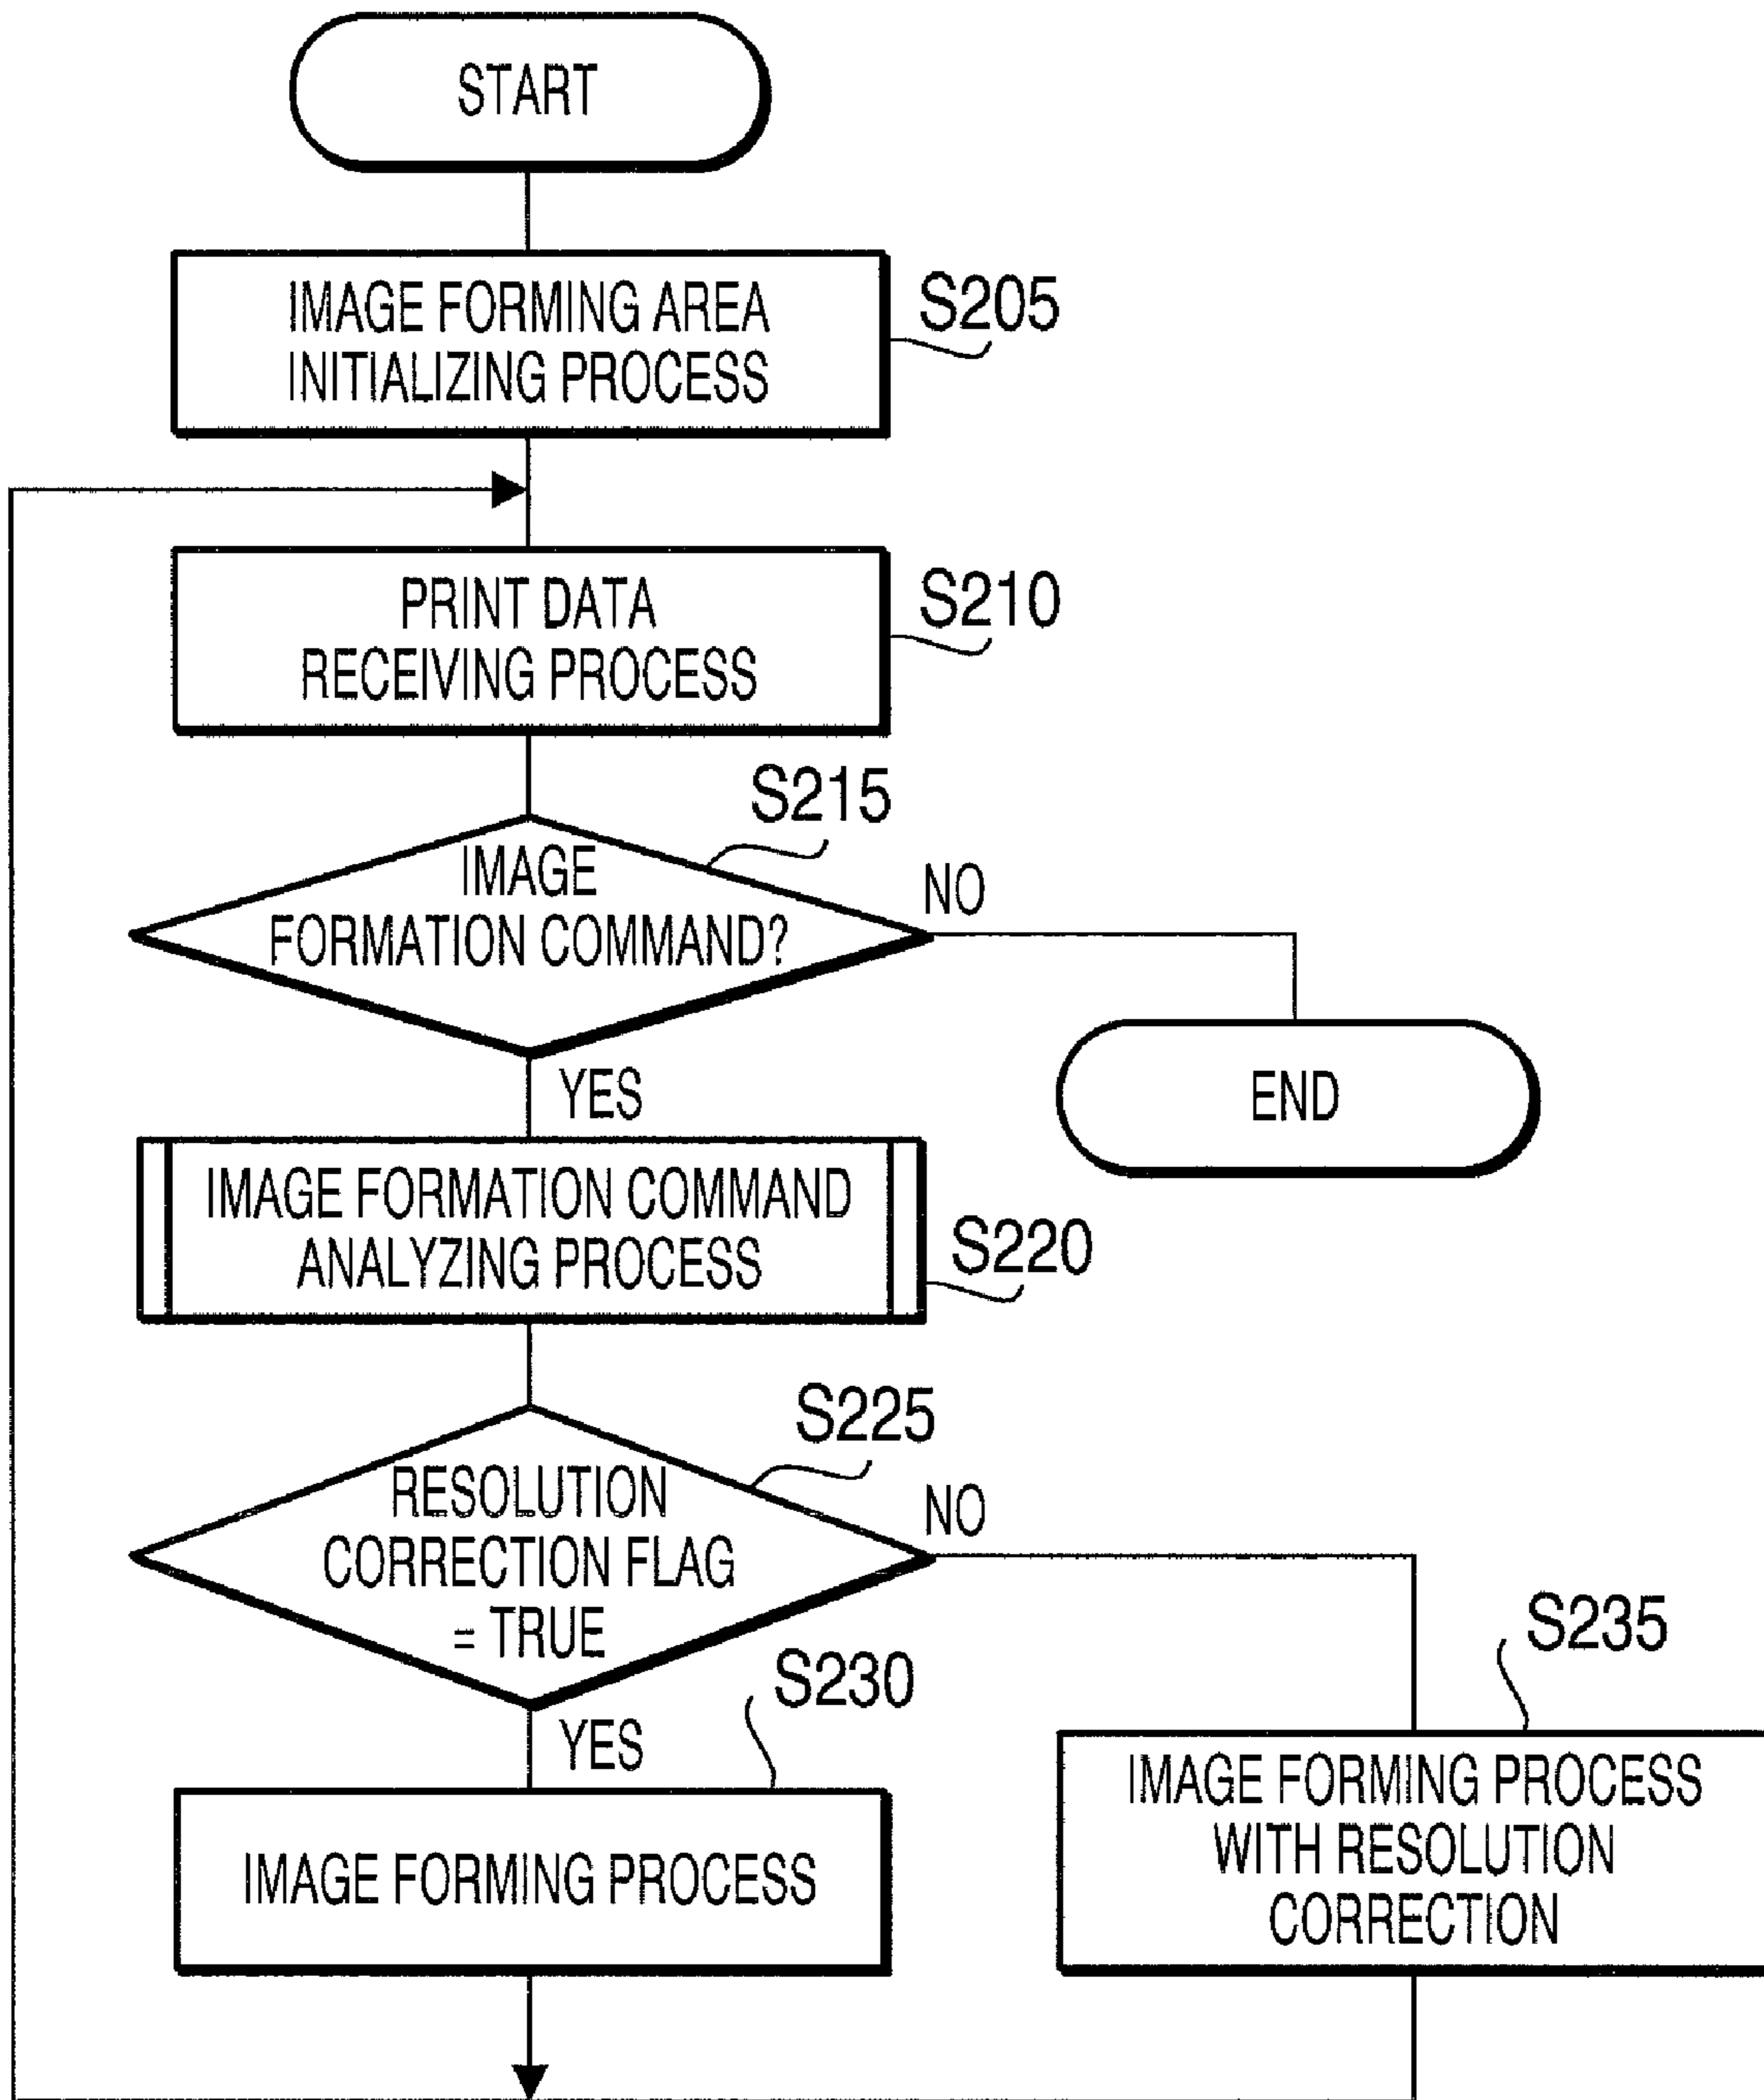 START
IMAGE FORMING AREA
INITIALIZING PROCESS
S205
PRINT DATA
RECEIVING PROCESS
S210
S215
IMAGE
FORMATION COMMAND?
NO
YES
END
IMAGE FORMATION COMMAND
ANALYZING PROCESS
S220
S225
RESOLUTION
CORRECTION FLAG
= TRUE
NO
YES
S230
IMAGE FORMING PROCESS
S235
IMAGE FORMING PROCESS
WITH RESOLUTION
CORRECTION